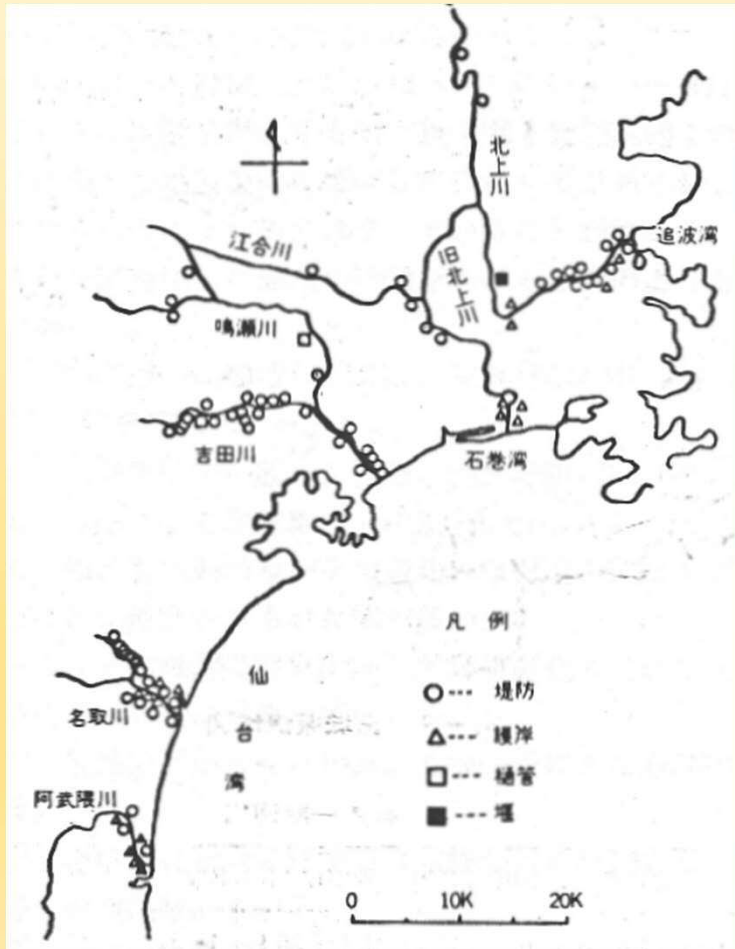 北上川
追波湾
江合川
旧北上川
鳴瀬川
吉田川
石巻湾
仙台湾
名取川
阿武隈川
凡例
○--- 堤防
△--- 護岸
□--- 樋管
■--- 堰
0 10K 20K